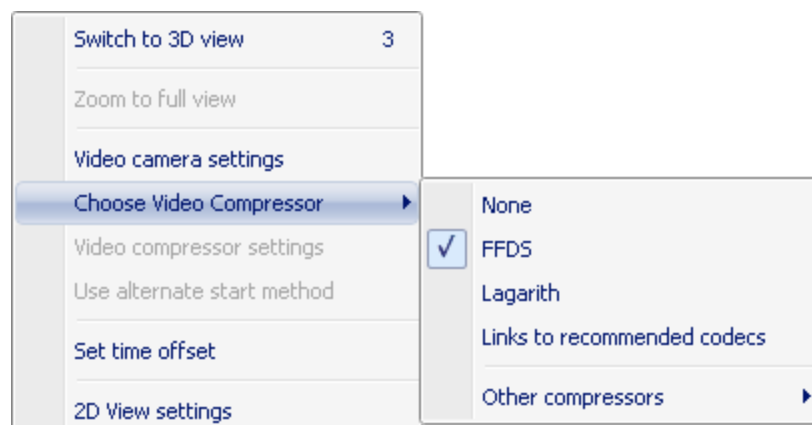 Switch to 3D view 3
Zoom to full view
Video camera settings
Choose Video Compressor
Video compressor settings
Use alternate start method
Set time offset
2D View settings
None
FFDS
Lagarith
Links to recommended codecs
Other compressors